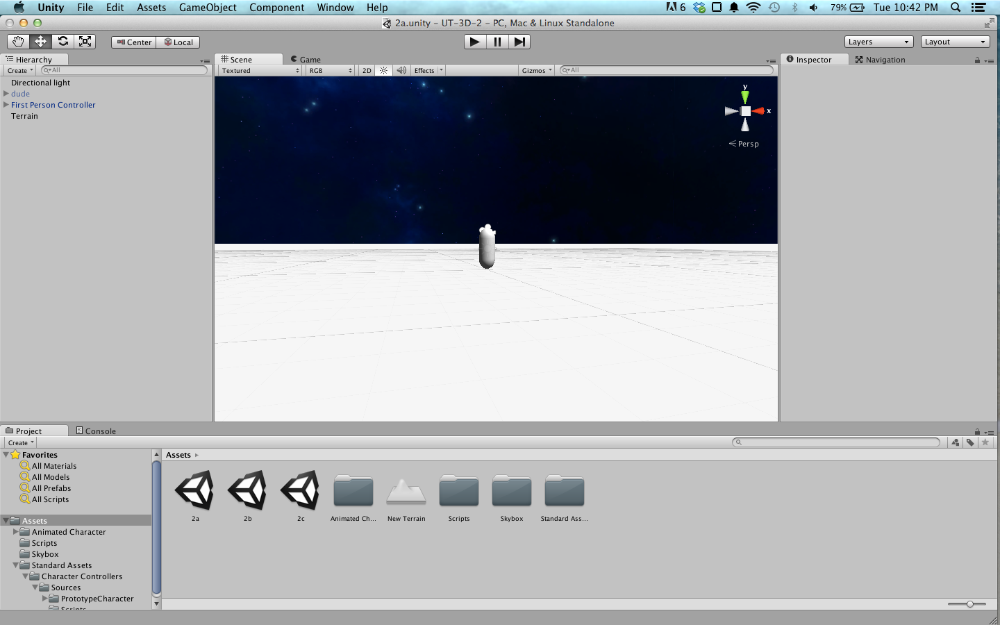 Unity File Edit Assets GameObject Component Window Help 6 79% Tue 10:42 PM
2a.unity – UT-3D-2 – PC, Mac & Linux Standalone
Center Local Layers Layout
Hierarchy
Create All
Directional light
dude
First Person Controller
Terrain
Scene Game
Textured RGB 2D Effects Gizmos All
y
x
Persp
Inspector Navigation
Project Console
Create
Favorites
All Materials
All Models
All Prefabs
All Scripts
Assets
Animated Character
Scripts
Skybox
Standard Assets
Character Controllers
Sources
PrototypeCharacter
Scripts
Assets
2a 2b 2c Animated Ch... New Terrain Scripts Skybox Standard Ass...